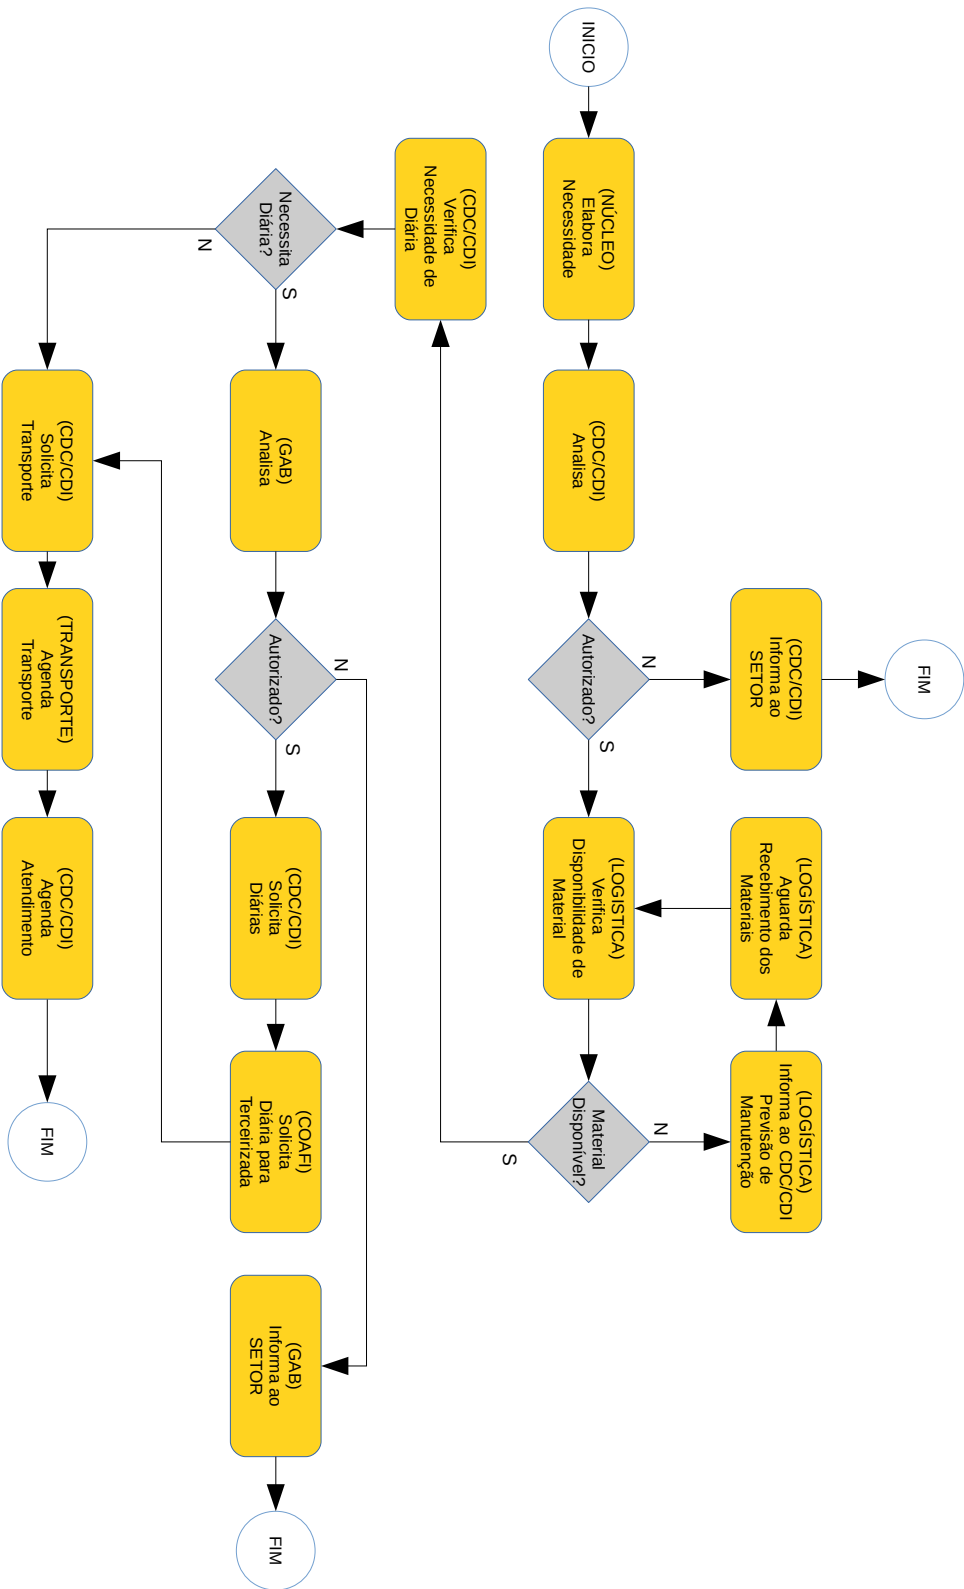 FIM
(CDC/CDI)
Informa ao
SETOR
(LOGÍSTICA)
Aguarda
Recebimento dos
Materiais
(LOGÍSTICA)
Informa ao CDC/CDI
Previsão de
Manutenção
N
N
INICIO
(NÚCLEO)
Elabora
Necessidade
(CDC/CDI)
Analisa
Autorizado?
S
(LOGISTICA)
Verifica
Disponibilidade de
Material
Material
Disponível?
S
(CDC/CDI)
Verifica
Necessidade de
Diária
Necessita
Diária?
S
N
(GAB)
Analisa
Autorizado?
N
S
(CDC/CDI)
Solicita
Diárias
(COAFI)
Solicita
Diária para
Terceirizada
(GAB)
Informa ao
SETOR
FIM
(CDC/CDI)
Solicita
Transporte
(TRANSPORTE)
Agenda
Transporte
(CDC/CDI)
Agenda
Atendimento
FIM